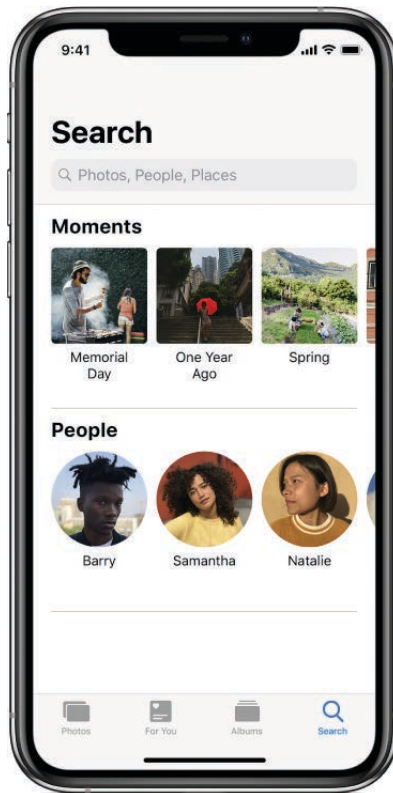 9:41
Search
Photos, People, Places
Moments
Memorial
Day
One Year
Ago
Spring
People
Barry
Samantha
Natalie
Photos
For You
Albums
Search